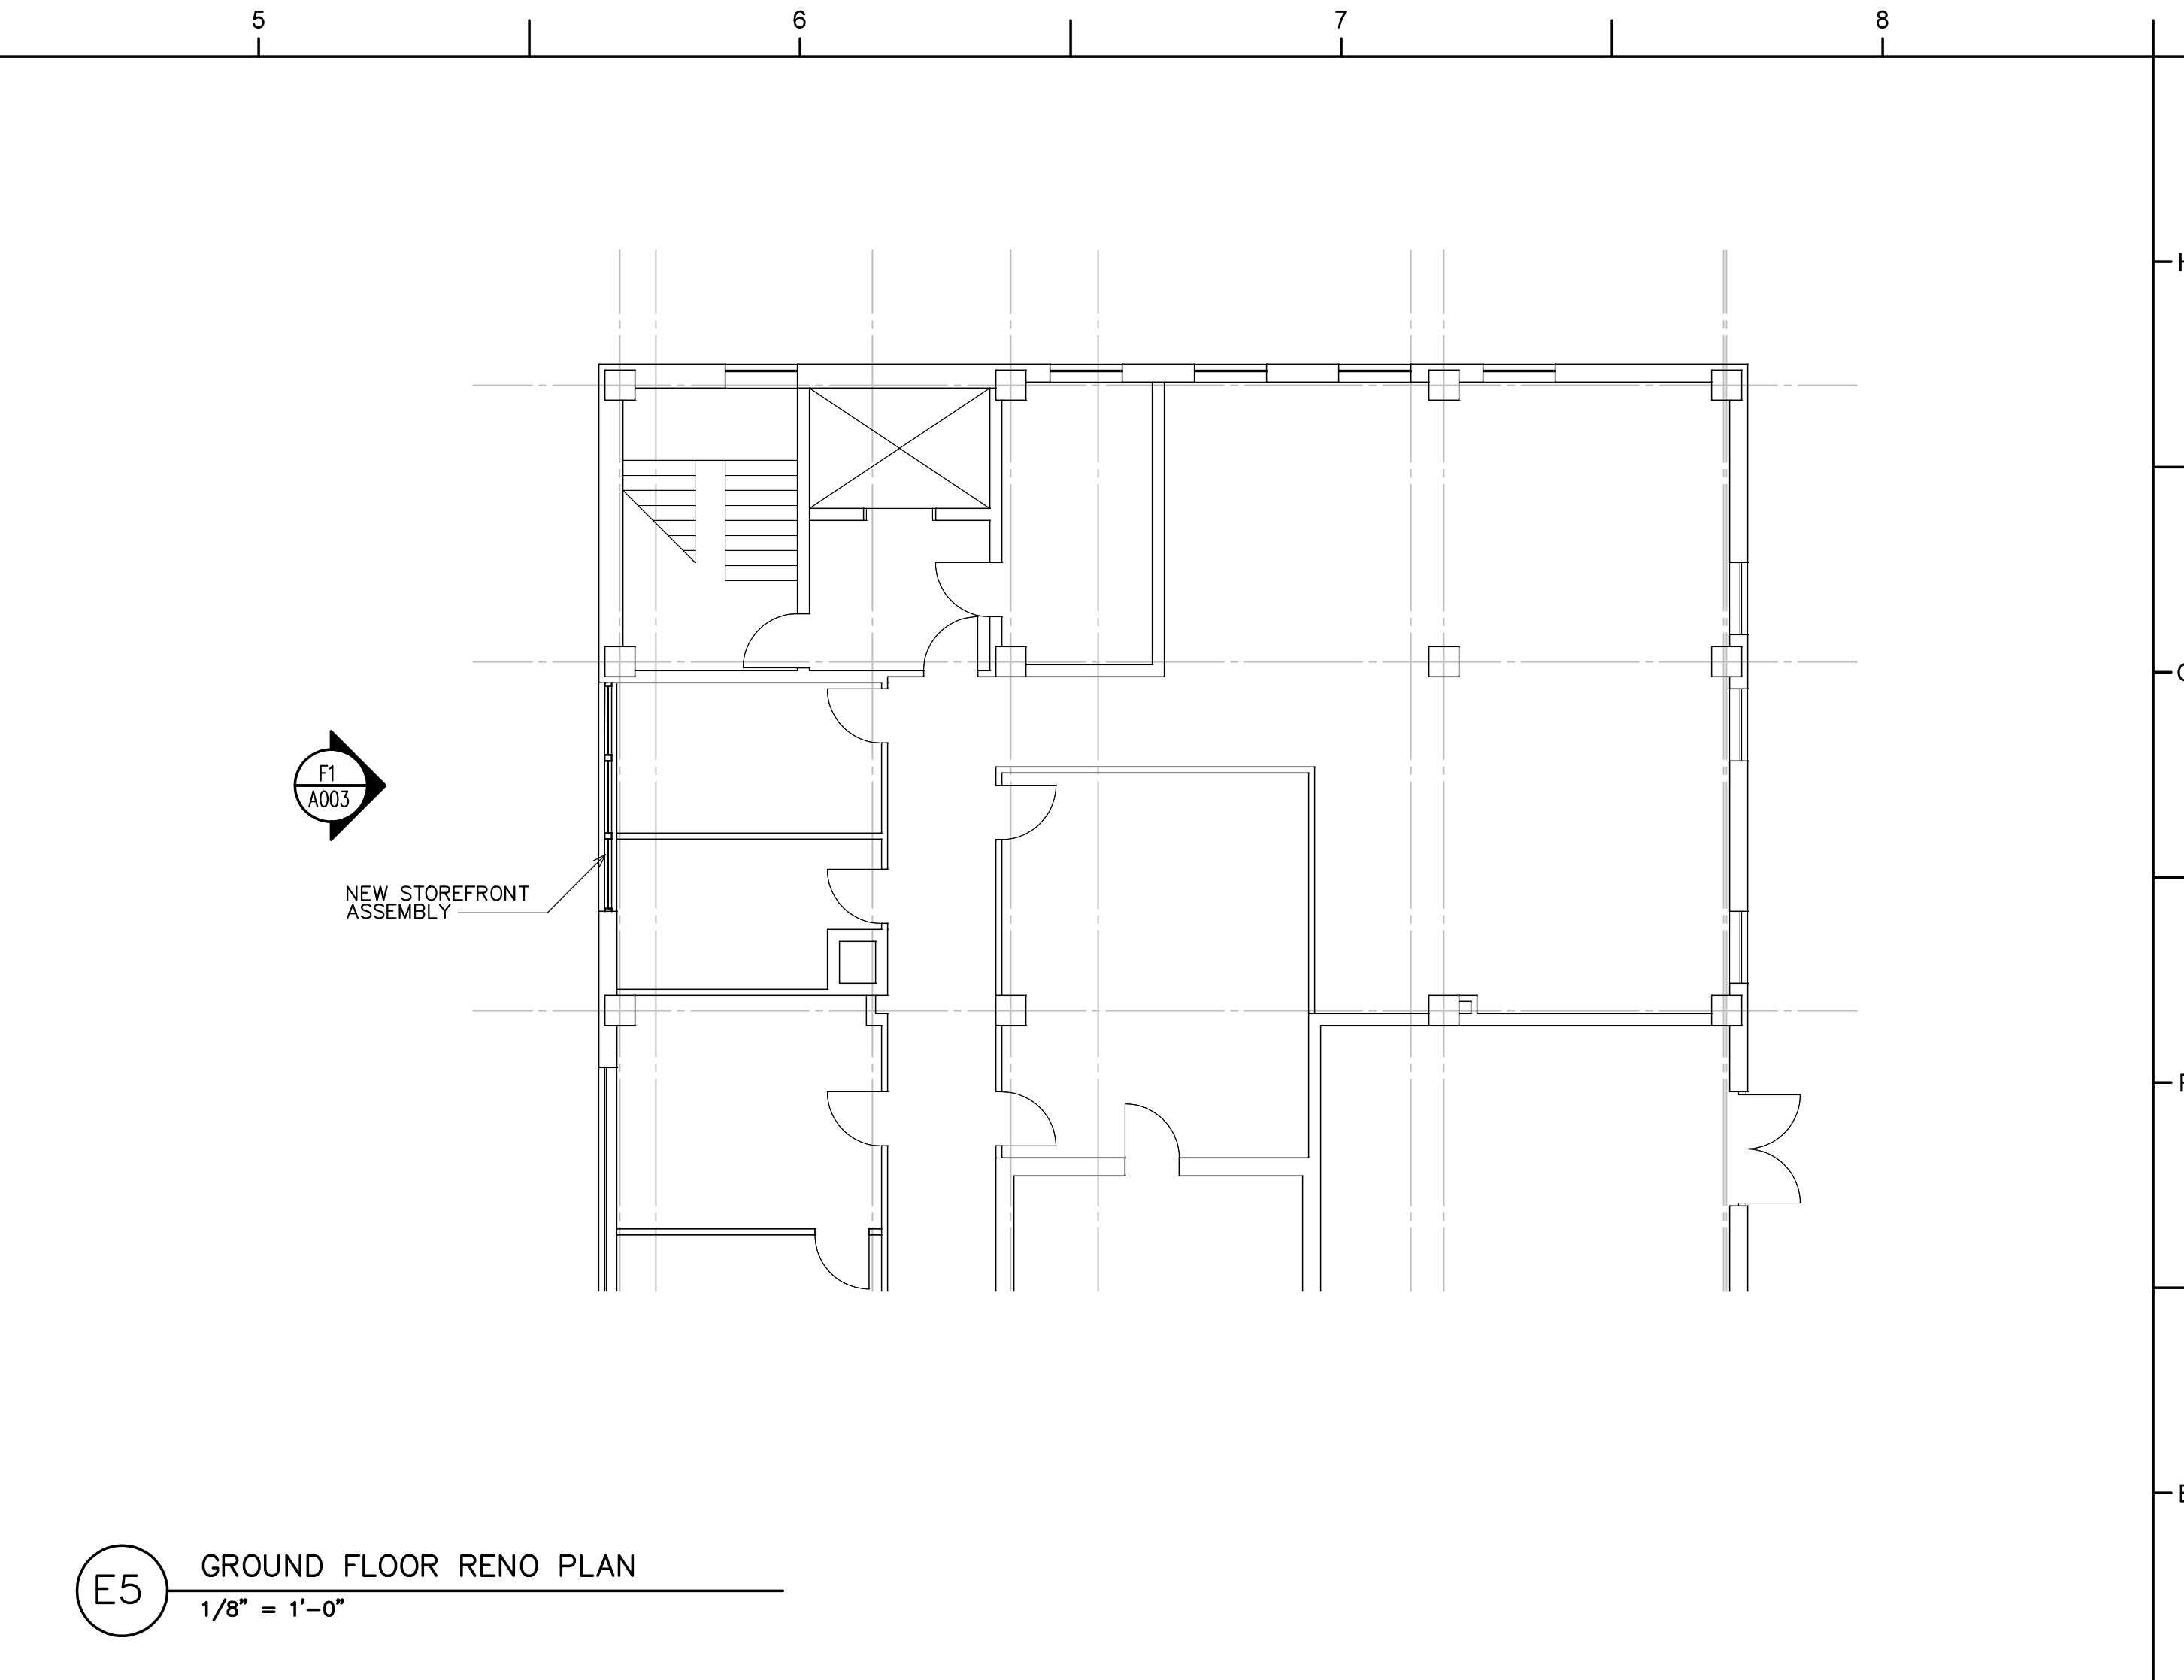 5 6 7 8
H
F1
A003
NEW STOREFRONT
ASSEMBLY
E5
GROUND FLOOR RENO PLAN
1/8" = 1'-0"